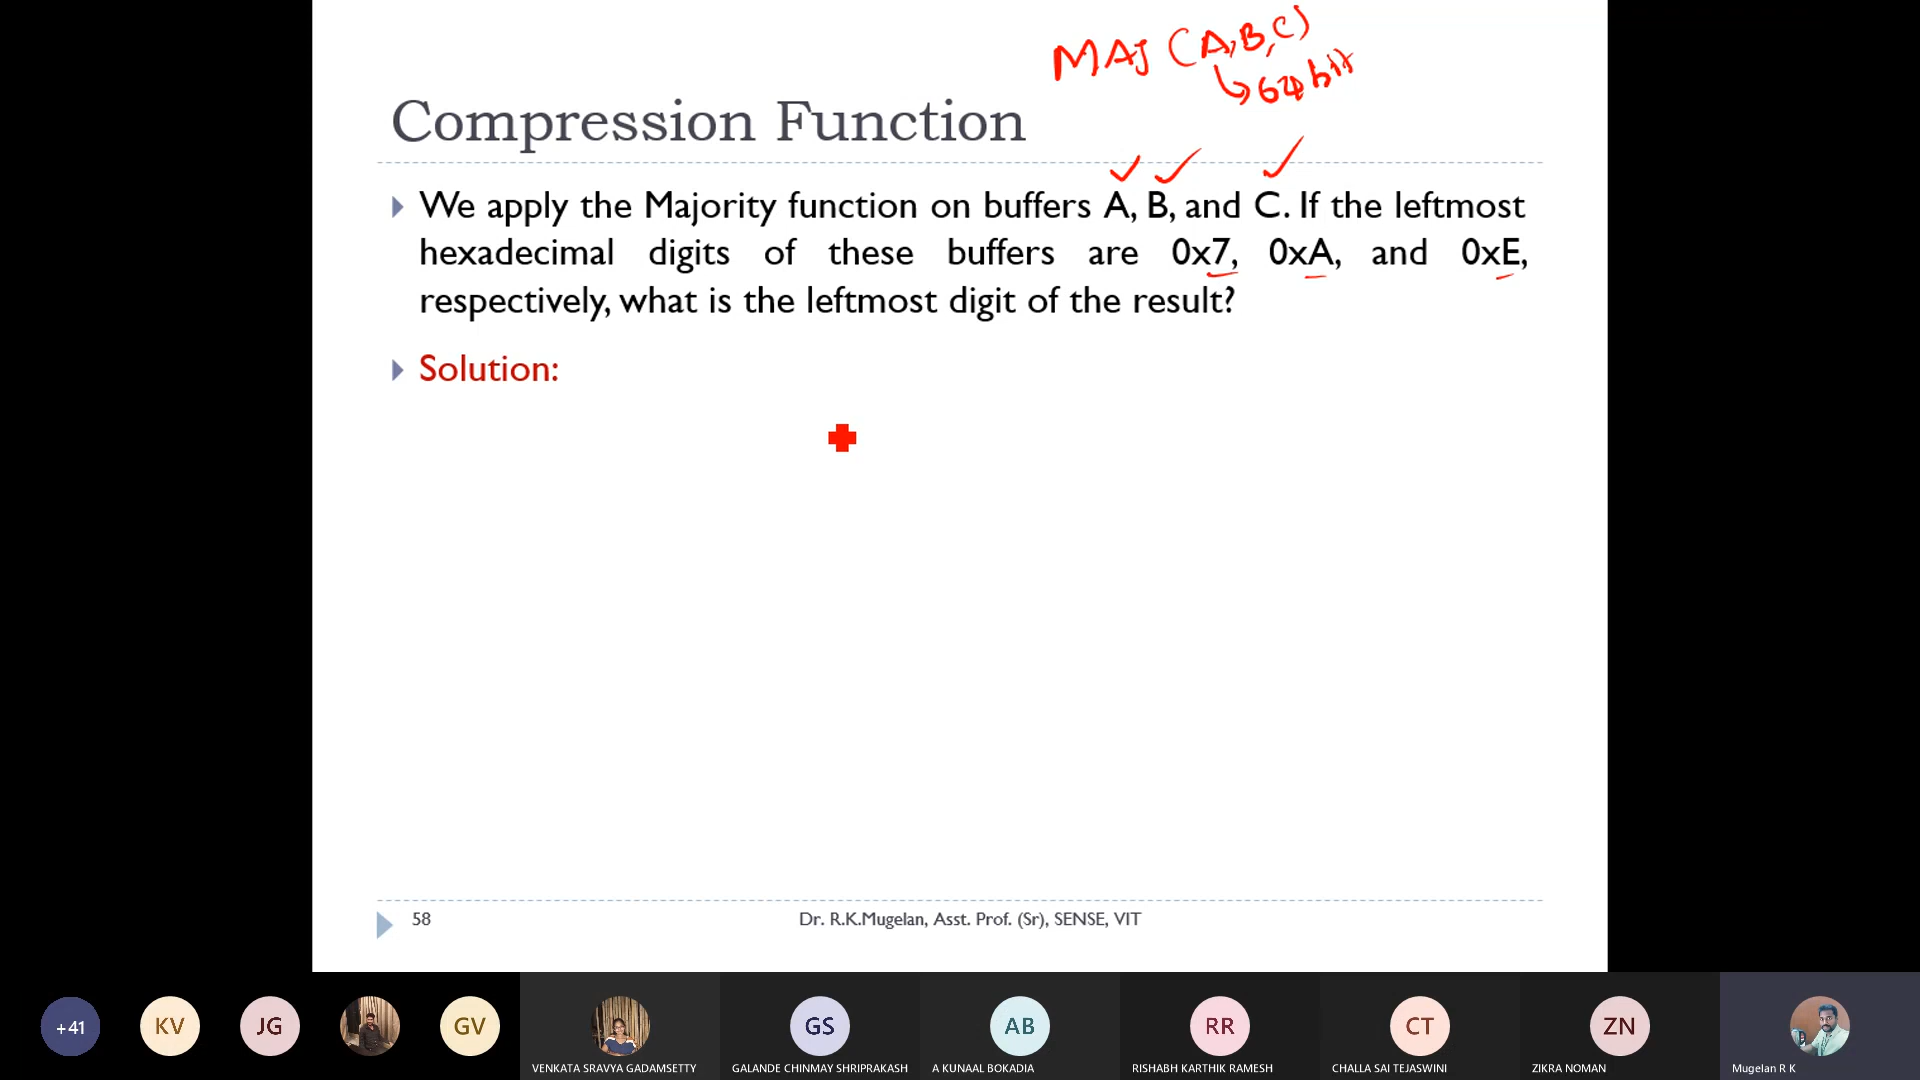 MAJ (A,B,C)
64 bit
Compression Function
We apply the Majority function on buffers A, B, and C. If the leftmost
hexadecimal digits of these buffers are 0x7, 0xA, and 0xE,
respectively, what is the leftmost digit of the result?
Solution:
58
Dr. R.K.Mugelan, Asst. Prof. (Sr), SENSE, VIT
+41
KV
JG
GV
GS
AB
RR
CT
ZN
VENKATA SRAVYA GADAMSETTY
GALANDE CHINMAY SHRIPRAKASH
A KUNAAL BOKADIA
RISHABH KARTHIK RAMESH
CHALLA SAI TEJASWINI
ZIKRA NOMAN
Mugelan R K